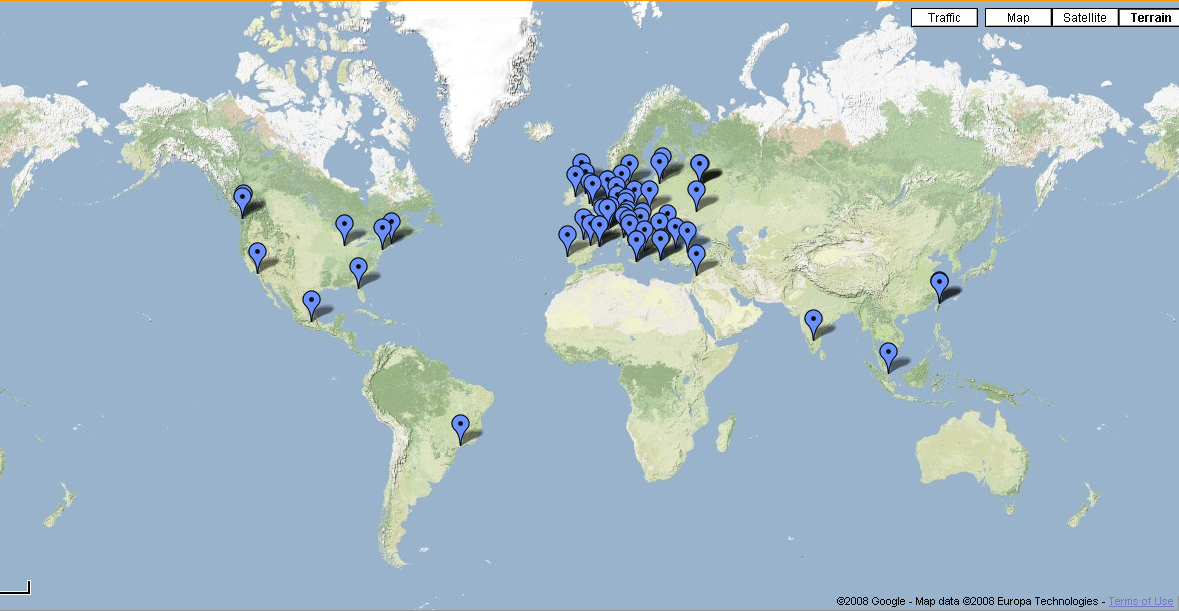 Traffic Map Satellite Terrain
©2008 Google - Map data ©2008 Europa Technologies - Terms of Use